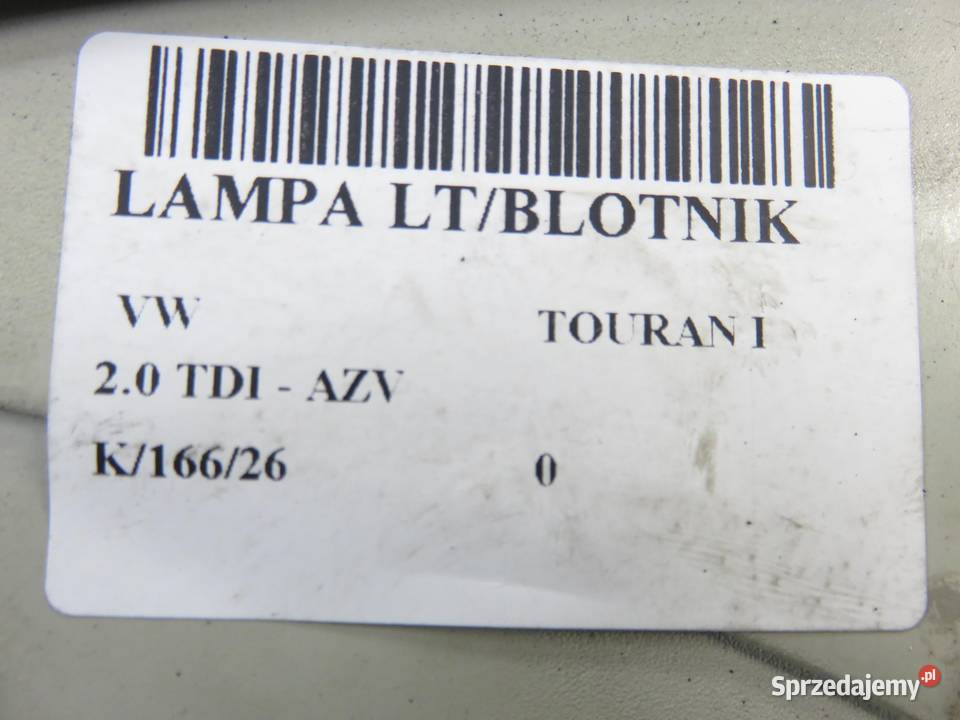 LAMPA LT/BLOTNIK
VW TOURAN I
2.0 TDI - AZV
K/166/26 0
Sprzedajemy.pl